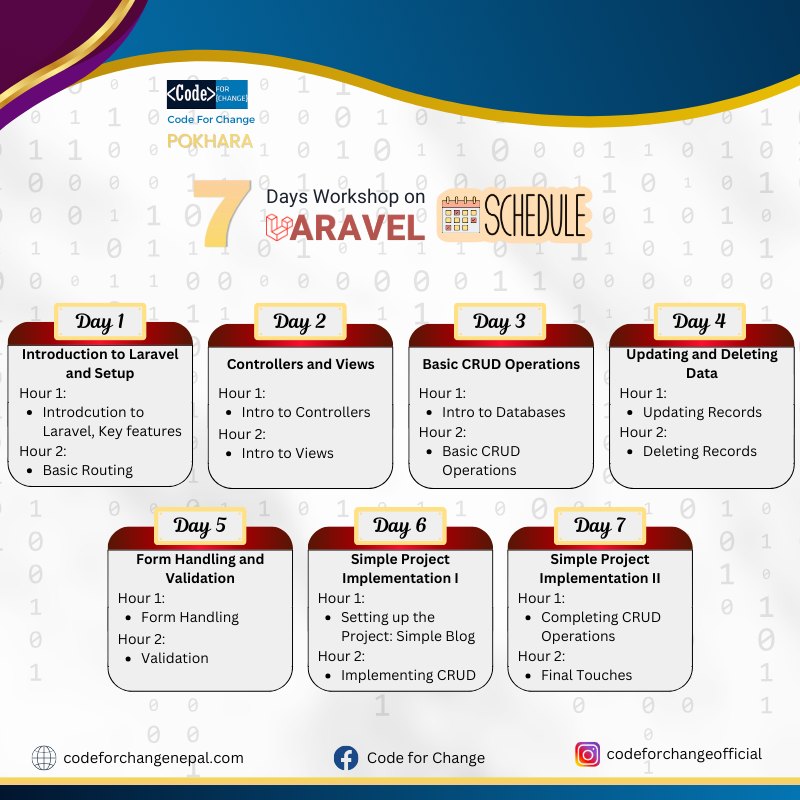 <Code> FOR {CHANGE}
Code For Change
POKHARA
7 Days Workshop on
LARAVEL
SCHEDULE
Day 1
Introduction to Laravel
and Setup
Hour 1:
• Introdcution to
Laravel, Key features
Hour 2:
• Basic Routing
Day 2
Controllers and Views
Hour 1:
• Intro to Controllers
Hour 2:
• Intro to Views
Day 3
Basic CRUD Operations
Hour 1:
• Intro to Databases
Hour 2:
• Basic CRUD
Operations
Day 4
Updating and Deleting
Data
Hour 1:
• Updating Records
Hour 2:
• Deleting Records
Day 5
Form Handling and
Validation
Hour 1:
• Form Handling
Hour 2:
• Validation
Day 6
Simple Project
Implementation I
Hour 1:
• Setting up the
Project: Simple Blog
Hour 2:
• Implementing CRUD
Day 7
Simple Project
Implementation II
Hour 1:
• Completing CRUD
Operations
Hour 2:
• Final Touches
codeforchangenepal.com
Code for Change
codeforchangeofficial